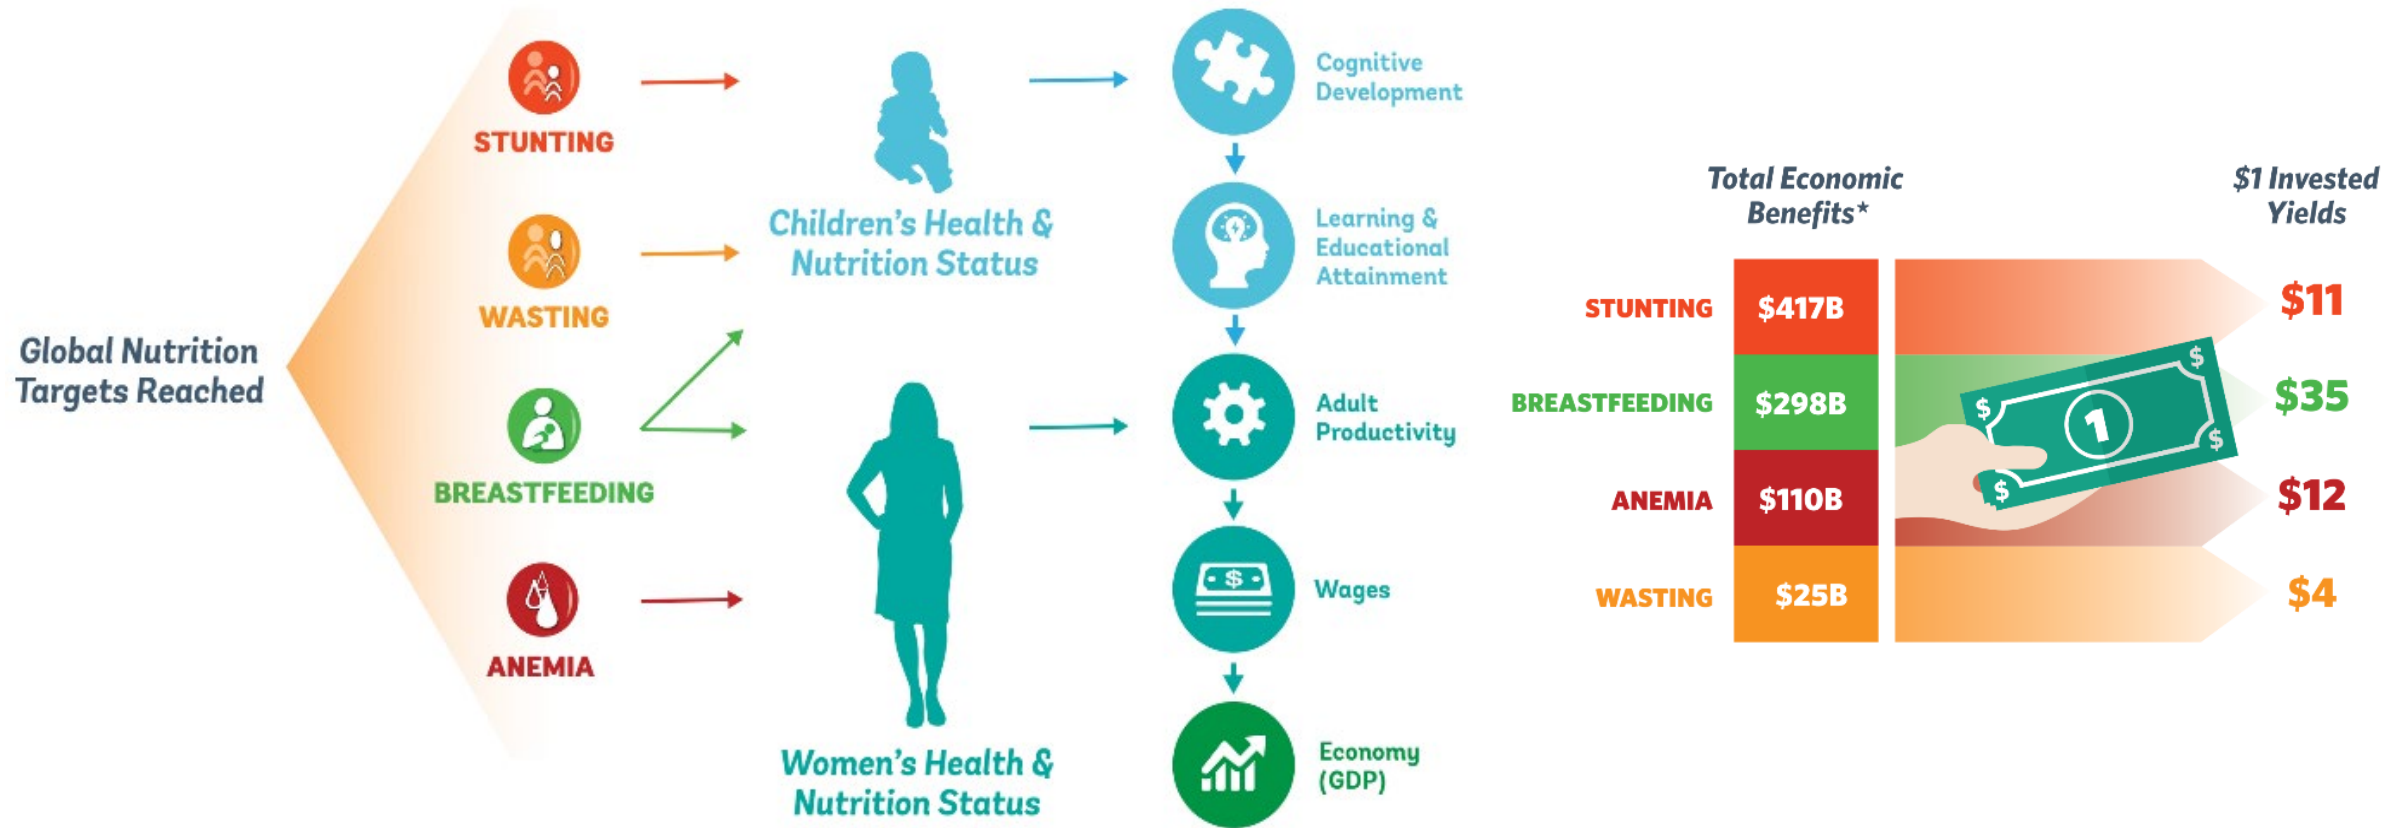 Global Nutrition
Targets Reached
STUNTING
WASTING
BREASTFEEDING
ANEMIA
Children's Health &
Nutrition Status
Women's Health &
Nutrition Status
Cognitive
Development
Learning &
Educational
Attainment
Adult
Productivity
$
Wages
Economy
(GDP)
Total Economic
Benefits*
$1 Invested
Yields
STUNTING $417B $11
BREASTFEEDING $298B $35
ANEMIA $110B $12
WASTING $25B $4
$
$ 1 $
$